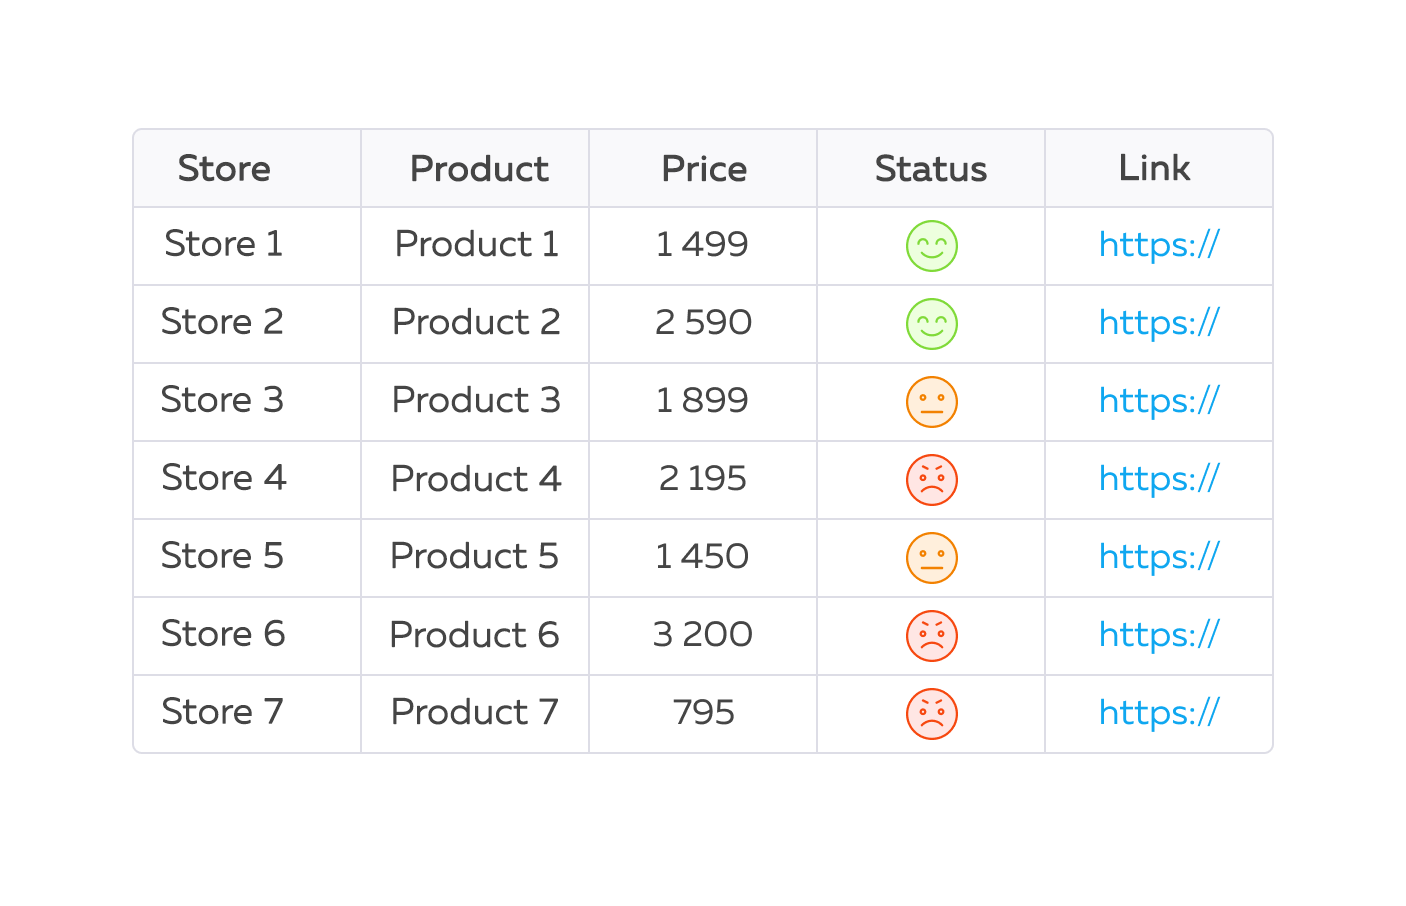 Store Product Price Status Link
Store 1 Product 1 1 499 https://
Store 2 Product 2 2 590 https://
Store 3 Product 3 1 899 https://
Store 4 Product 4 2 195 https://
Store 5 Product 5 1 450 https://
Store 6 Product 6 3 200 https://
Store 7 Product 7 795 https://